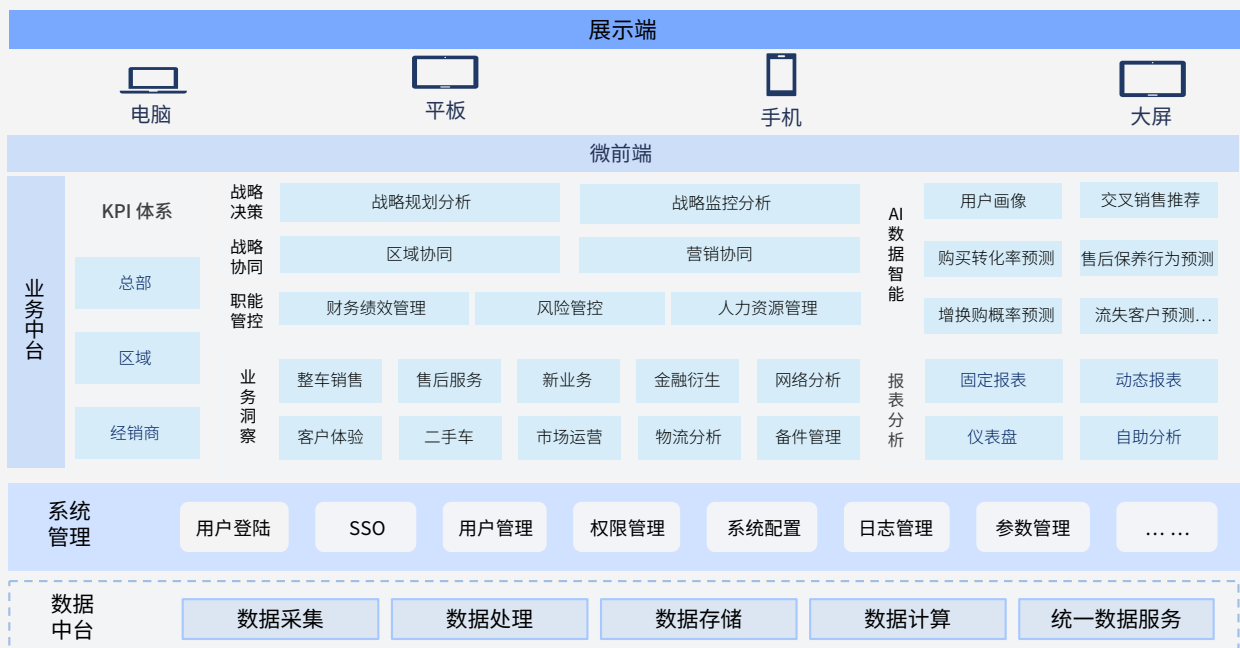 展示端
电脑
平板
手机
大屏
微前端
业务中台
KPI 体系
总部
区域
经销商
战略
决策
战略规划分析
战略监控分析
战略
协同
区域协同
营销协同
职能
管控
财务绩效管理
风险管控
人力资源管理
业务洞察
整车销售
售后服务
新业务
金融衍生
网络分析
客户体验
二手车
市场运营
物流分析
备件管理
AI数据智能
用户画像
交叉销售推荐
购买转化率预测
售后保养行为预测
增换购概率预测
流失客户预测...
报表分析
固定报表
动态报表
仪表盘
自助分析
系统
管理
用户登陆
SSO
用户管理
权限管理
系统配置
日志管理
参数管理
... ...
数据
中台
数据采集
数据处理
数据存储
数据计算
统一数据服务